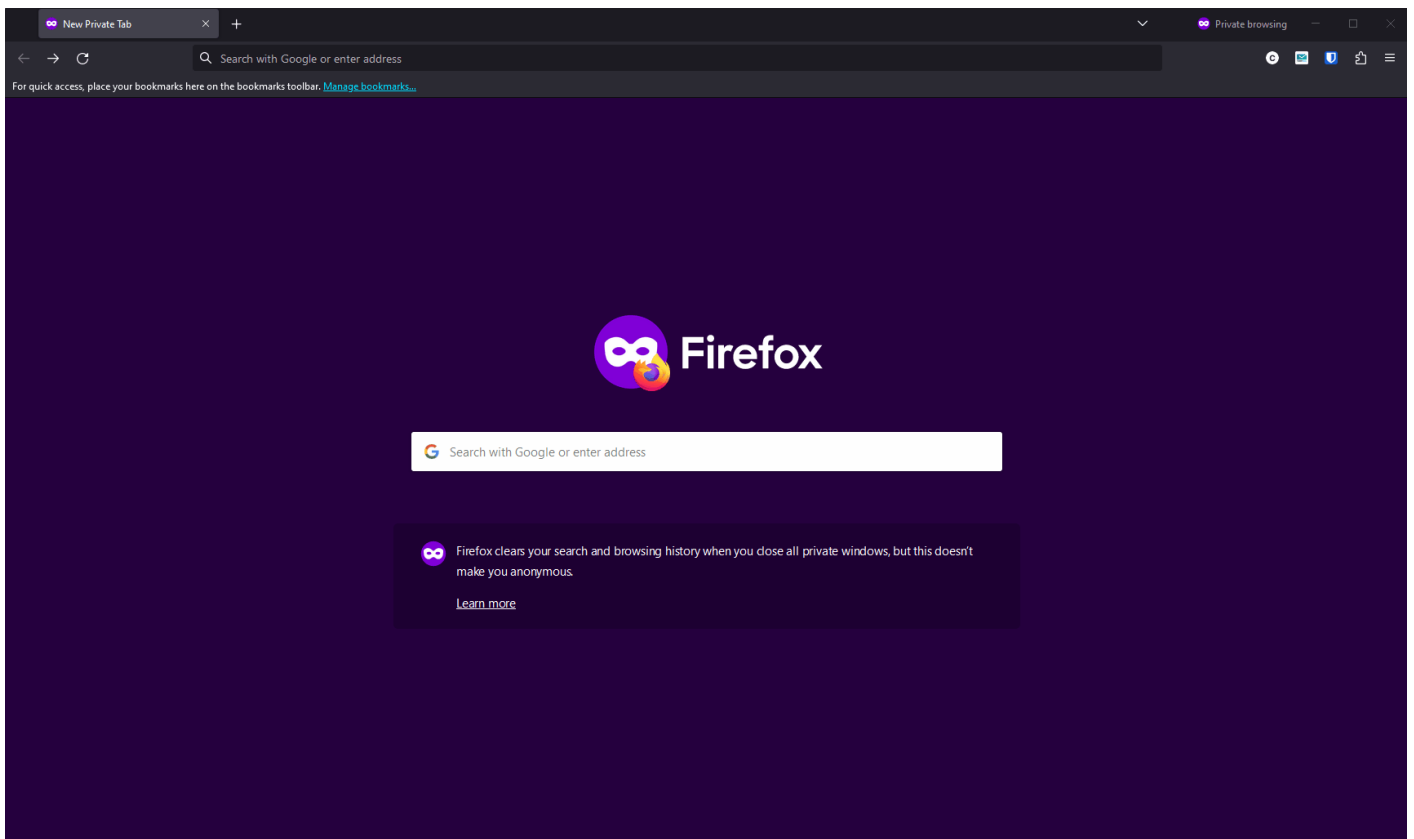 New Private Tab
Private browsing
Search with Google or enter address
For quick access, place your bookmarks here on the bookmarks toolbar. Manage bookmarks...
Firefox
Search with Google or enter address
Firefox clears your search and browsing history when you close all private windows, but this doesn't
make you anonymous.
Learn more